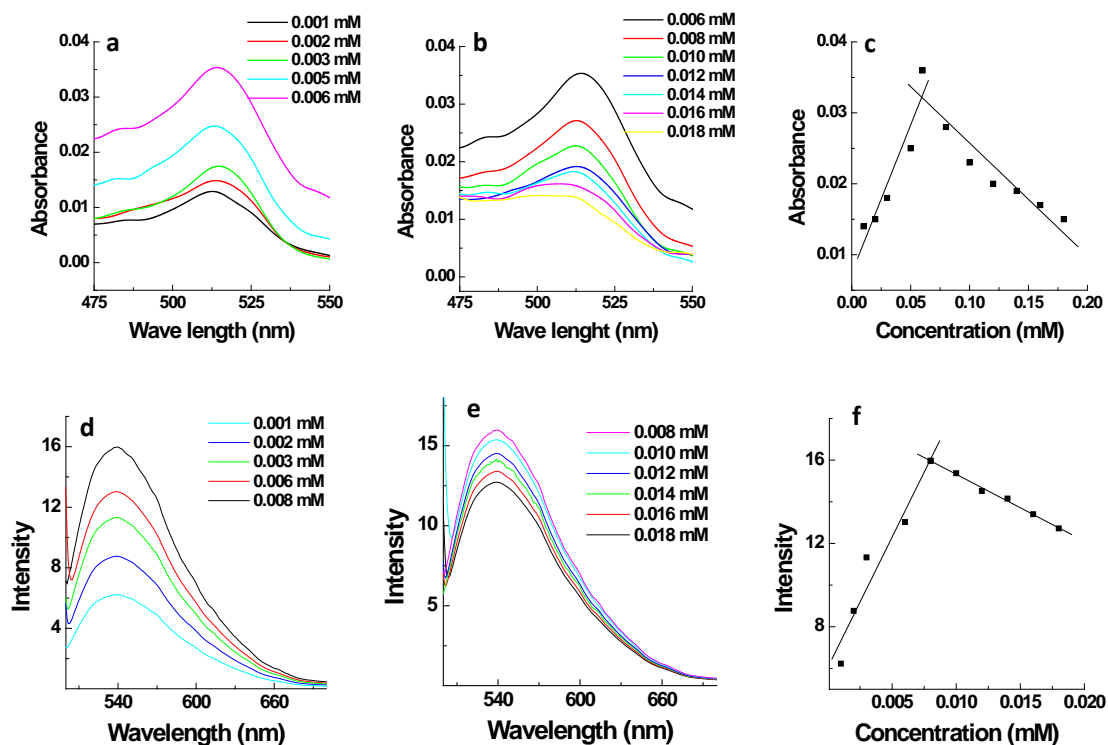 a
0.001 mM
0.002 mM
0.003 mM
0.005 mM
0.006 mM
0.04
0.03
0.02
0.01
0.00
Absorbance
475 500 525 550
Wave length (nm)
b
0.006 mM
0.008 mM
0.010 mM
0.012 mM
0.014 mM
0.016 mM
0.018 mM
0.04
0.03
0.02
0.01
0.00
Absorbance
475 500 525 550
Wave lenght (nm)
c
0.04
0.03
0.02
0.01
Absorbance
0.00 0.05 0.10 0.15 0.20
Concentration (mM)
d
0.001 mM
0.002 mM
0.003 mM
0.006 mM
0.008 mM
16
12
8
4
Intensity
540 600 660
Wavelength (nm)
e
0.008 mM
0.010 mM
0.012 mM
0.014 mM
0.016 mM
0.018 mM
15
10
5
Intensity
540 600 660
Wavelength (nm)
f
16
12
8
Intensity
0.005 0.010 0.015 0.020
Concentration (mM)